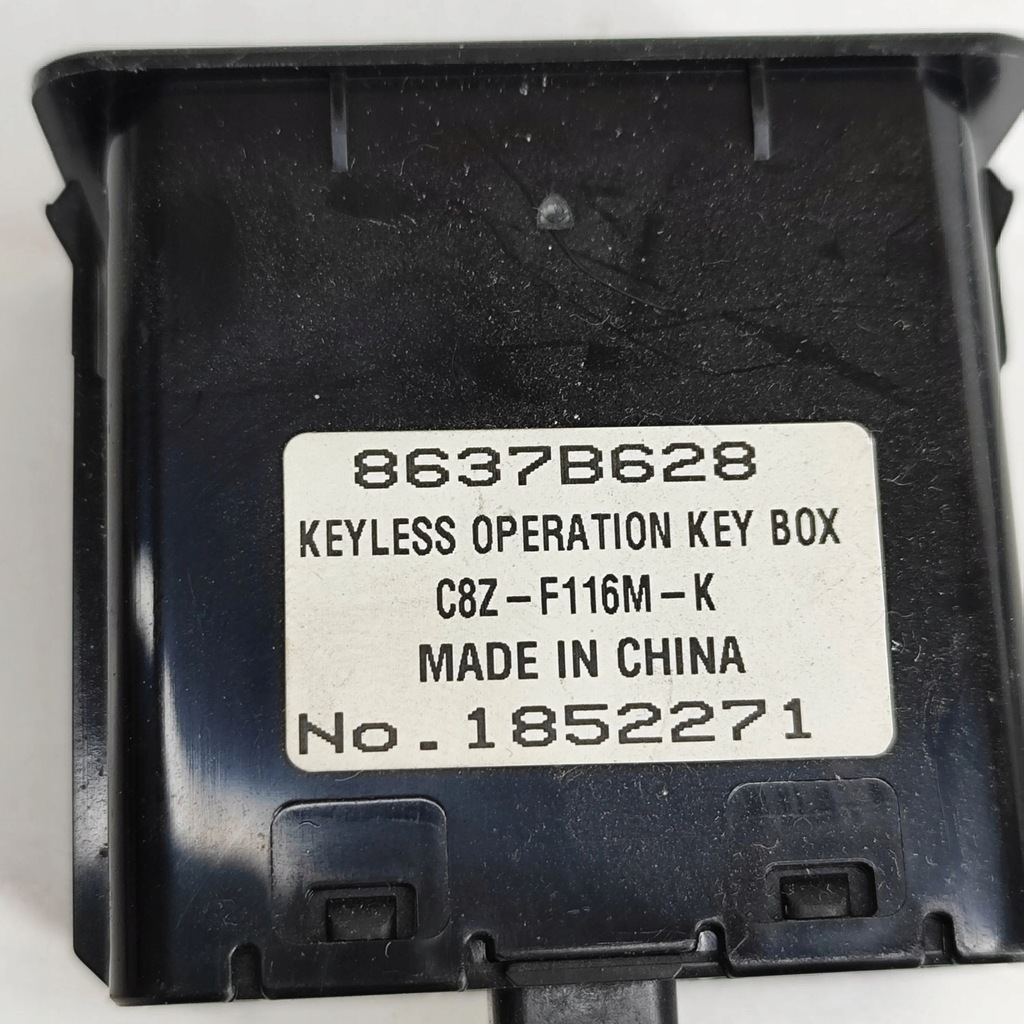 8637B628
KEYLESS OPERATION KEY BOX
C8Z-F116M-K
MADE IN CHINA
No.1852271